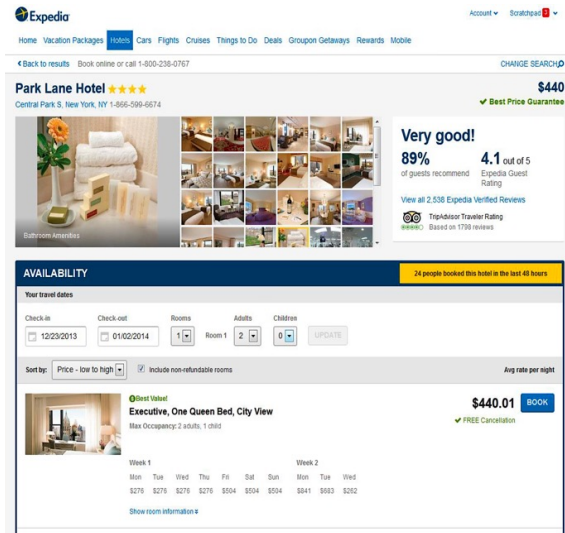 Expedia
Account
Scratchpad 2
Home Vacation Packages Hotels Cars Flights Cruises Things to Do Deals Groupon Getaways Rewards Mobile
Back to results Book online or call 1-800-238-0767 CHANGE SEARCH
Park Lane Hotel $440
Central Park S, New York, NY 1-866-599-6674 Best Price Guarantee
Bathroom Amenities
Very good!
89% 4.1 out of 5
of guests recommend Expedia Guest
Rating
View all 2,538 Expedia Verified Reviews
TripAdvisor Traveler Rating
Based on 1798 reviews
AVAILABILITY 24 people booked this hotel in the last 48 hours
Your travel dates
Check-in Check-out Rooms Adults Children
12/23/2013 01/02/2014 1 Room 1 2 0 UPDATE
Sort by: Price - low to high Include non-refundable rooms Avg rate per night
Best Value!
Executive, One Queen Bed, City View $440.01 BOOK
Max Occupancy: 2 adults, 1 child FREE Cancellation
Week 1 Week 2
Mon Tue Wed Thu Fri Sat Sun Mon Tue Wed
$276 $276 $276 $276 $504 $504 $504 $841 $683 $262
Show room information